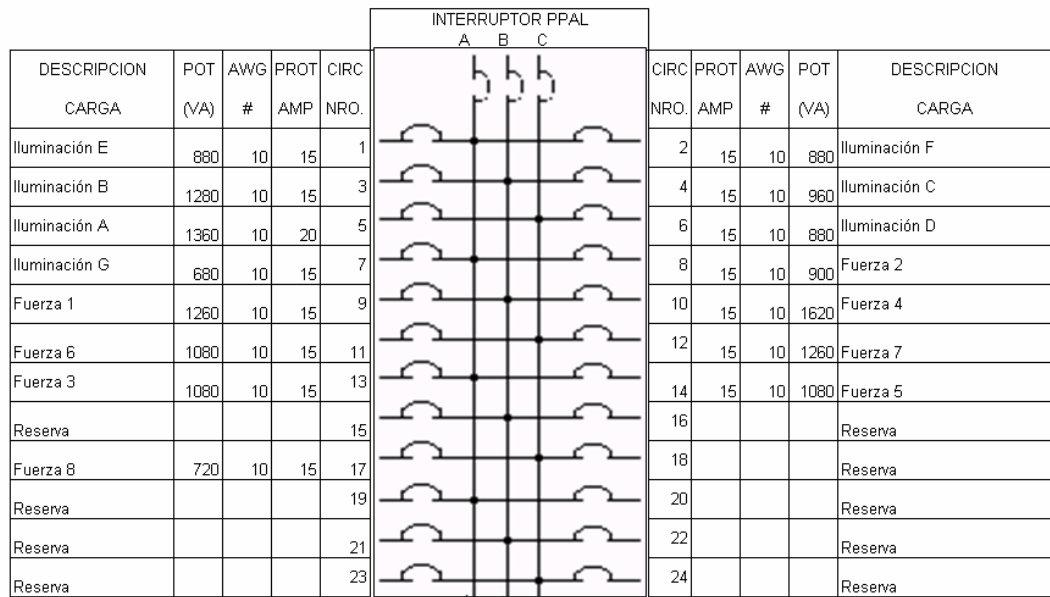 INTERRUPTOR PPAL
A B C
DESCRIPCION POT AWG PROT CIRC CIRC PROT AWG POT DESCRIPCION
CARGA (VA) # AMP NRO. NRO. AMP # (VA) CARGA
Iluminación E 880 10 15 1 2 15 10 880 Iluminación F
Iluminación B 1280 10 15 3 4 15 10 960 Iluminación C
Iluminación A 1360 10 20 5 6 15 10 880 Iluminación D
Iluminación G 680 10 15 7 8 15 10 900 Fuerza 2
Fuerza 1 1260 10 15 9 10 15 10 1620 Fuerza 4
Fuerza 6 1080 10 15 11 12 15 10 1260 Fuerza 7
Fuerza 3 1080 10 15 13 14 15 10 1080 Fuerza 5
Reserva 15 16 Reserva
Fuerza 8 720 10 15 17 18 Reserva
Reserva 19 20 Reserva
Reserva 21 22 Reserva
Reserva 23 24 Reserva